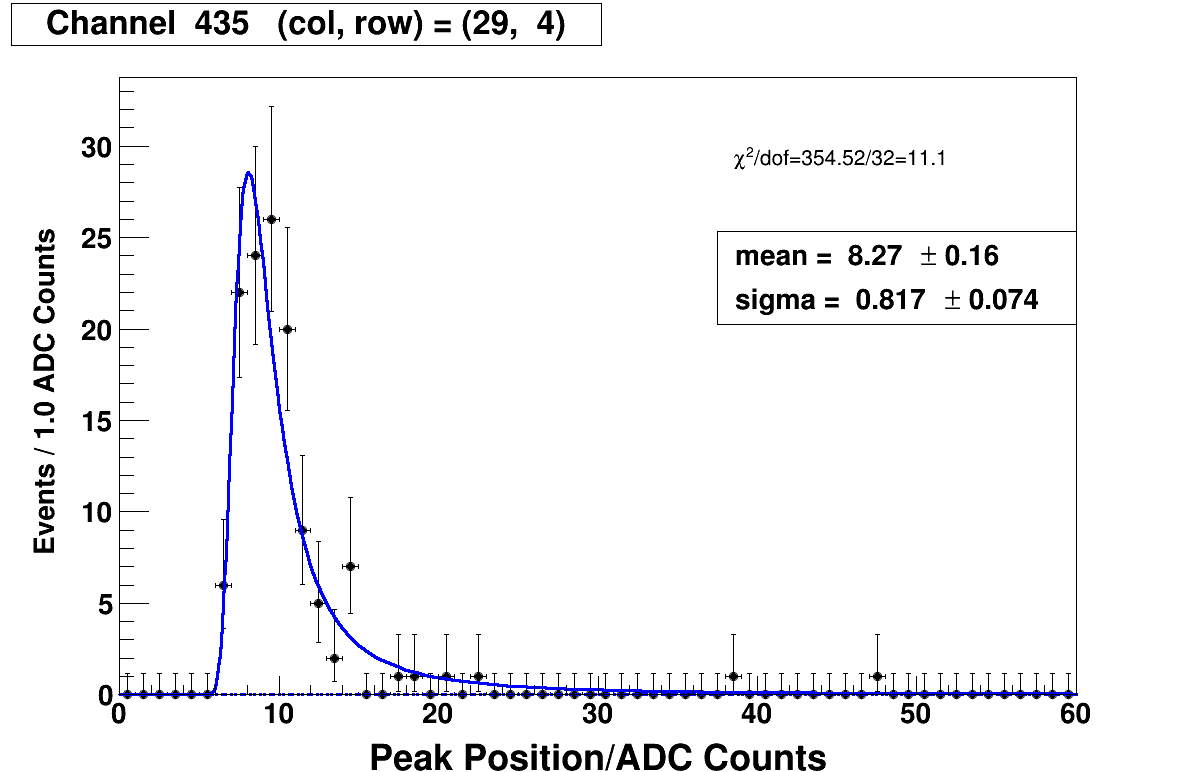 Channel 435 (col, row) = (29, 4)
χ²/dof=354.52/32=11.1
mean = 8.27 ± 0.16
sigma = 0.817 ± 0.074
Events / 1.0 ADC Counts
30
25
20
15
10
5
0
0 10 20 30 40 50 60
Peak Position/ADC Counts